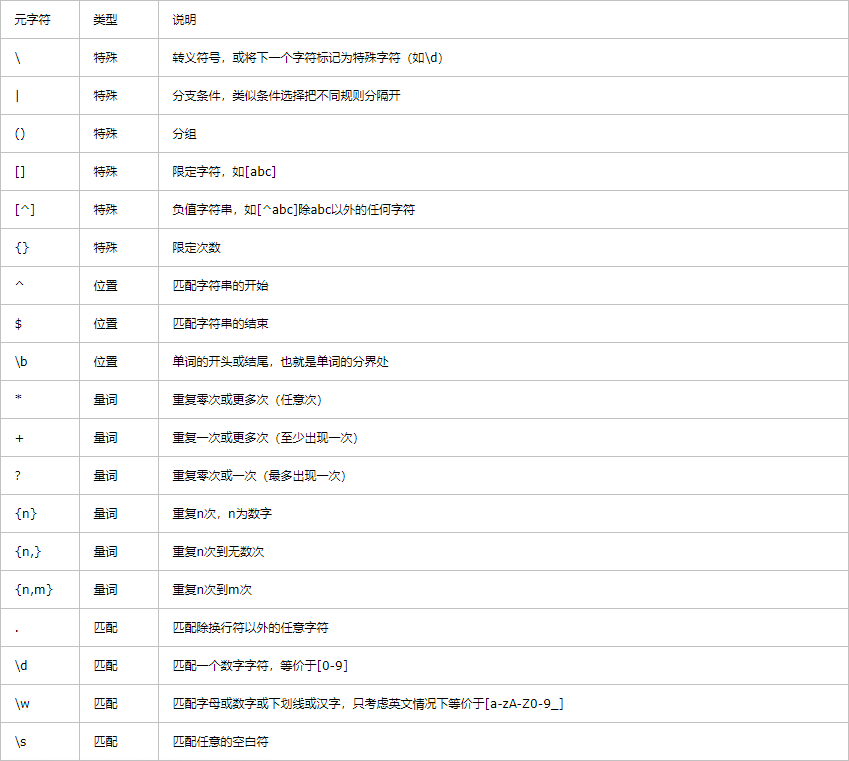 元字符 类型 说明
\ 特殊 转义符号，或将下一个字符标记为特殊字符（如\d）
| 特殊 分支条件，类似条件选择把不同规则分隔开
() 特殊 分组
[] 特殊 限定字符，如[abc]
[^] 特殊 负值字符串，如[^abc]除abc以外的任何字符
{} 特殊 限定次数
^ 位置 匹配字符串的开始
$ 位置 匹配字符串的结束
\b 位置 单词的开头或结尾，也就是单词的分界处
* 量词 重复零次或更多次（任意次）
+ 量词 重复一次或更多次（至少出现一次）
? 量词 重复零次或一次（最多出现一次）
{n} 量词 重复n次，n为数字
{n,} 量词 重复n次到无数次
{n,m} 量词 重复n次到m次
. 匹配 匹配除换行符以外的任意字符
\d 匹配 匹配一个数字字符，等价于[0-9]
\w 匹配 匹配字母或数字或下划线或汉字，只考虑英文情况下等价于[a-zA-Z0-9_]
\s 匹配 匹配任意的空白符